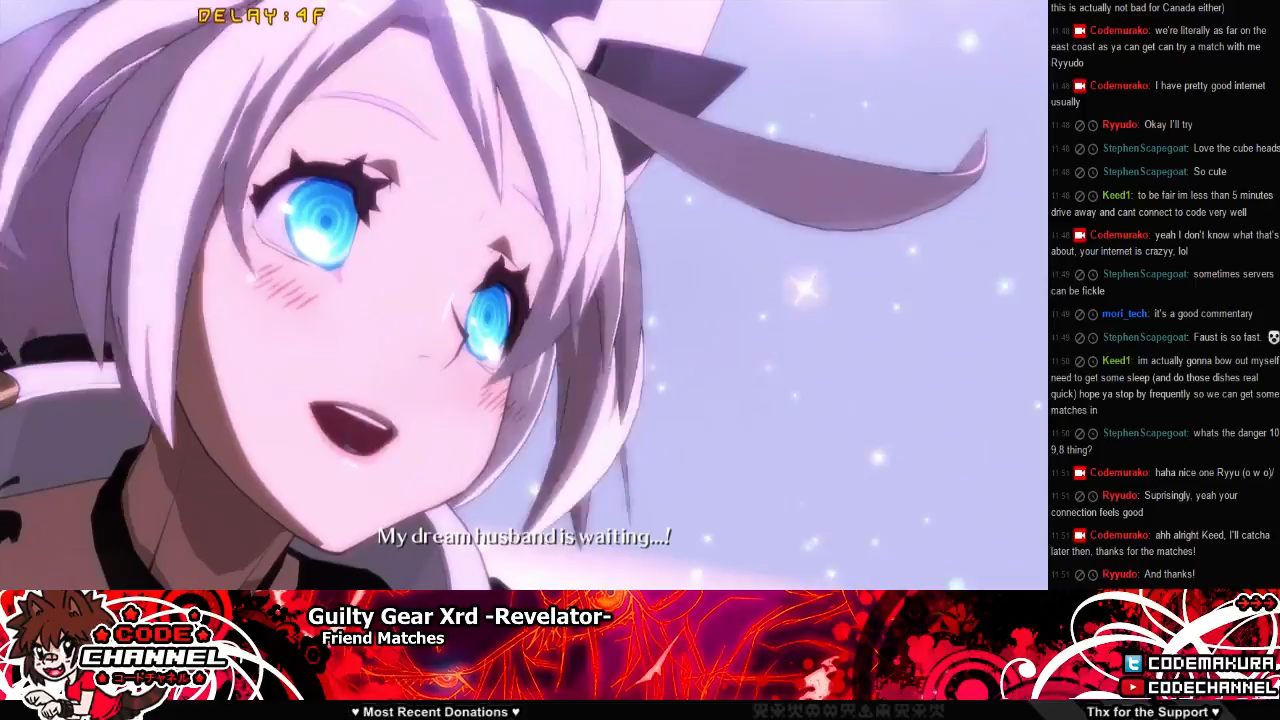 DELAY:4F
My dream husband is waiting...!
this is actually not bad for Canada either)
11:48 Codemurako: we're literally as far on the
east coast as ya can get can try a match with me
Ryyudo
11:48 Codemurako: I have pretty good internet
usually
11:48 Ryyudo: Okay I'll try
11:48 StephenScapegoat: Love the cube heads
11:48 StephenScapegoat: So cute
11:48 Keed1: to be fair im less than 5 minutes
drive away and cant connect to code very well
11:48 Codemurako: yeah I don't know what that's
about, your internet is crazyy, lol
11:49 StephenScapegoat: sometimes servers
can be fickle
11:49 mori_tech: it's a good commentary
11:49 StephenScapegoat: Faust is so fast.
11:50 Keed1: im actually gonna bow out myself
need to get some sleep (and do those dishes real
quick) hope ya stop by frequently so we can get some
matches in
11:50 StephenScapegoat: whats the danger 10
9,8 thing?
11:51 Codemurako: haha nice one Ryyu (o w o)/
11:51 Ryyudo: Suprisingly, yeah your
connection feels good
11:51 Codemurako: ahh alright Keed, I'll catcha
later then, thanks for the matches!
11:51 Ryyudo: And thanks!
CODE
CHANNEL
コードチャネル
Guilty Gear Xrd -Revelator-
Friend Matches
CODEMAKURA
CODECHANNEL
♥ Most Recent Donations ♥
Thx for the Support ♥